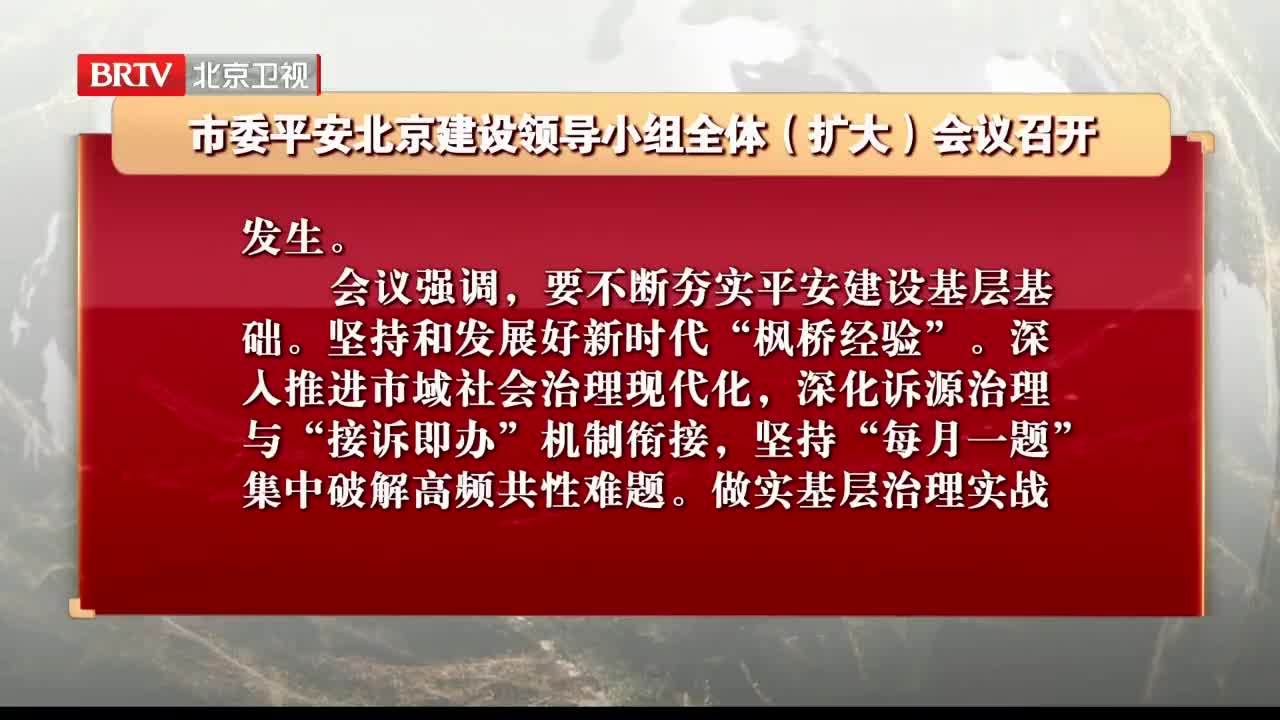 BRTV 北京卫视
市委平安北京建设领导小组全体（扩大）会议召开
发生。
会议强调，要不断夯实平安建设基层基
础。坚持和发展好新时代“枫桥经验”。深
入推进市域社会治理现代化，深化诉源治理
与“接诉即办”机制衔接，坚持“每月一题”
集中破解高频共性难题。做实基层治理实战